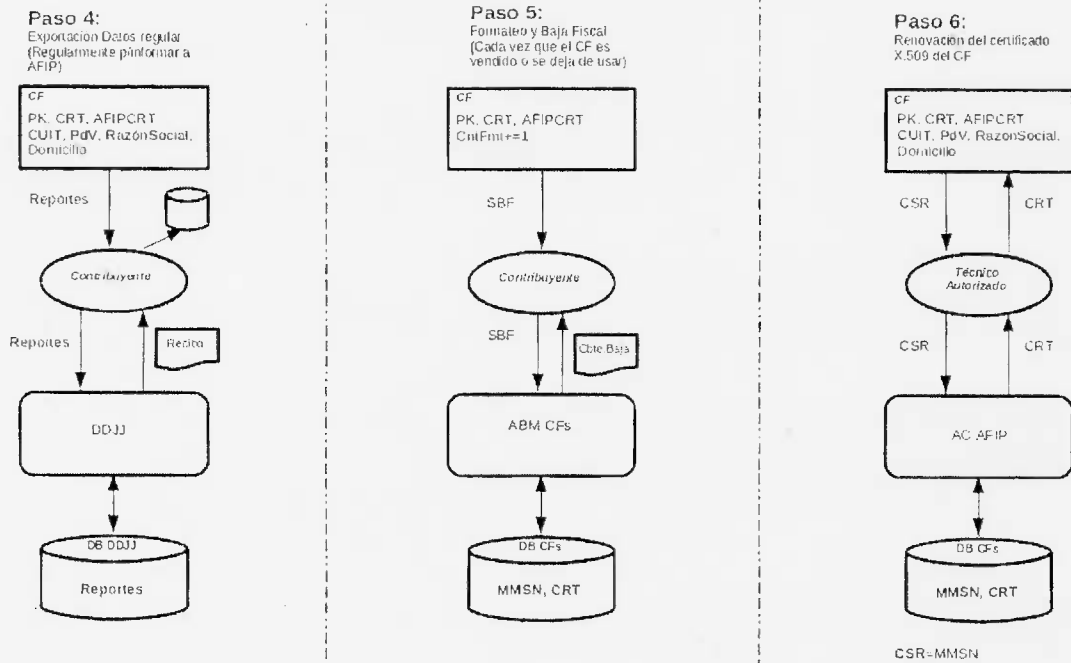 Paso 4:
Exportación Datos regular
(Regularmente p/informar a
AFIP)
CF
PK, CRT, AFIPCRT
CUIT, PdV, RazónSocial,
Domicilio
Reportes
Contribuyente
Reportes
Recibo
DDJJ
DB DDJJ
Reportes
Paso 5:
Formateo y Baja Fiscal
(Cada vez que el CF es
vendido o se deja de usar)
CF
PK, CRT, AFIPCRT
CntFmt+=1
SBF
Contribuyente
SBF
Cbte.Baja
ABM CFs
DB CFs
MMSN, CRT
Paso 6:
Renovación del certificado
X.509 del CF
CF
PK, CRT, AFIPCRT
CUIT, PdV, RazónSocial,
Domicilio
CSR
CRT
Técnico
Autorizado
CSR
CRT
AC AFIP
DB CFs
MMSN, CRT
CSR=MMSN